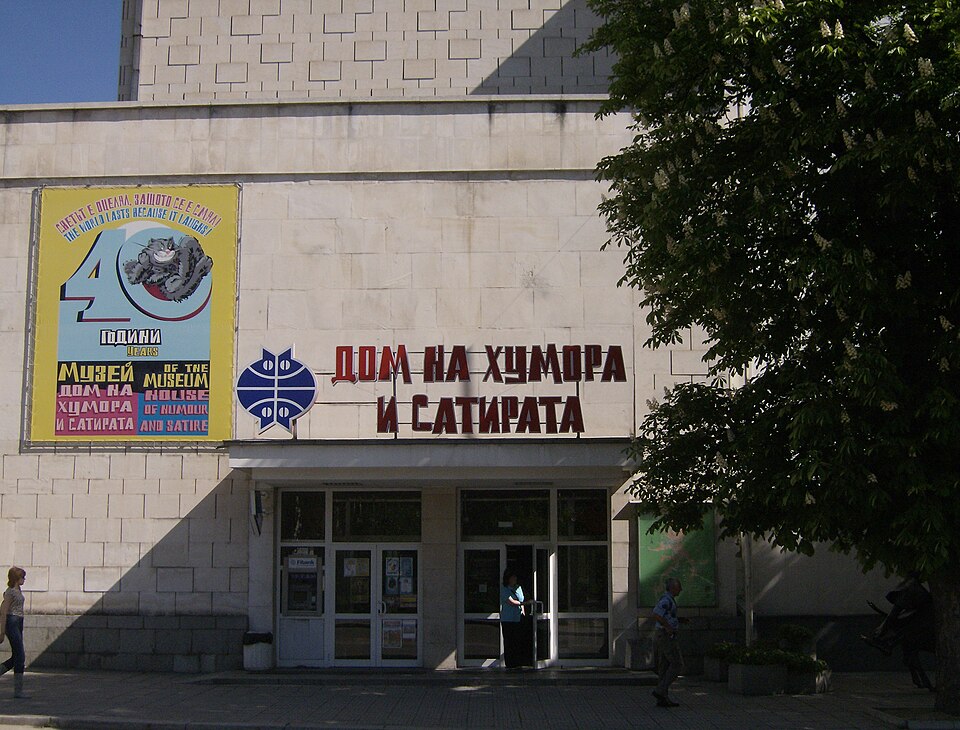 СВЕТЪТ Е ОЦЕЛЯЛ, ЗАЩОТО СЕ Е СМЯЛ
THE WORLD LASTS BECAUSE IT LAUGHS!
40
ГОДИНИ
YEARS
МУЗЕЙ
ДОМ НА
ХУМОРА
И САТИРАТА
OF THE
MUSEUM
HOUSE
OF HUMOUR
AND SATIRE
ДОМ НА ХУМОРА
И САТИРАТА
Fibank